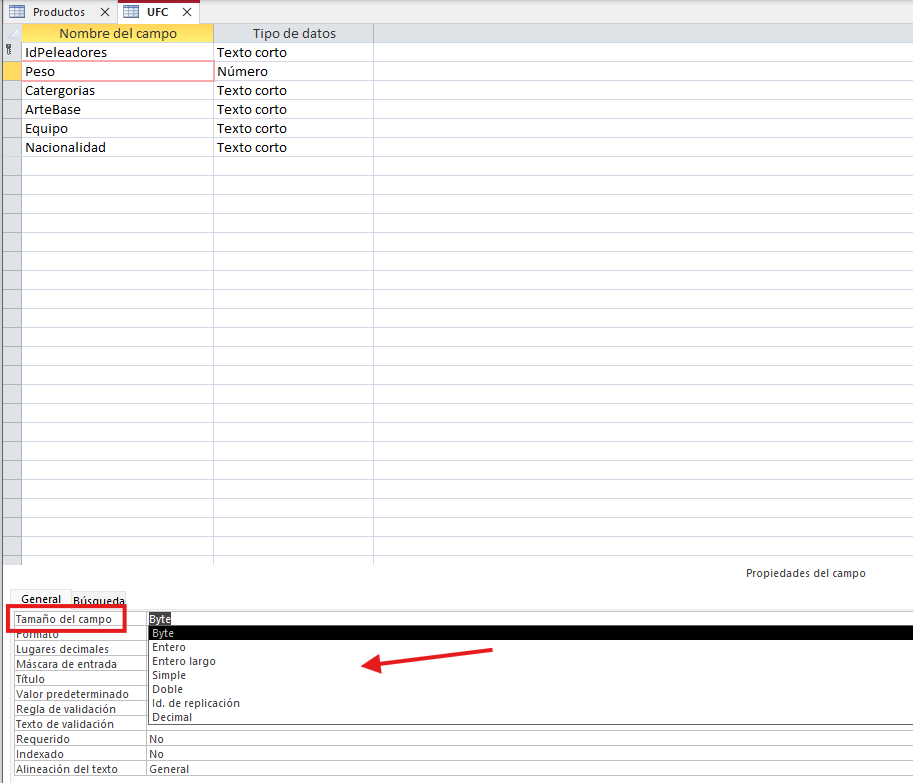 Productos UFC
Nombre del campo Tipo de datos
IdPeleadores Texto corto
Peso Número
Catergorias Texto corto
ArteBase Texto corto
Equipo Texto corto
Nacionalidad Texto corto
Propiedades del campo
General Búsqueda
Tamaño del campo Byte
Formato Byte
Lugares decimales Entero
Máscara de entrada Entero largo
Título Simple
Valor predeterminado Doble
Regla de validación Id. de replicación
Texto de validación Decimal
Requerido No
Indexado No
Alineación del texto General